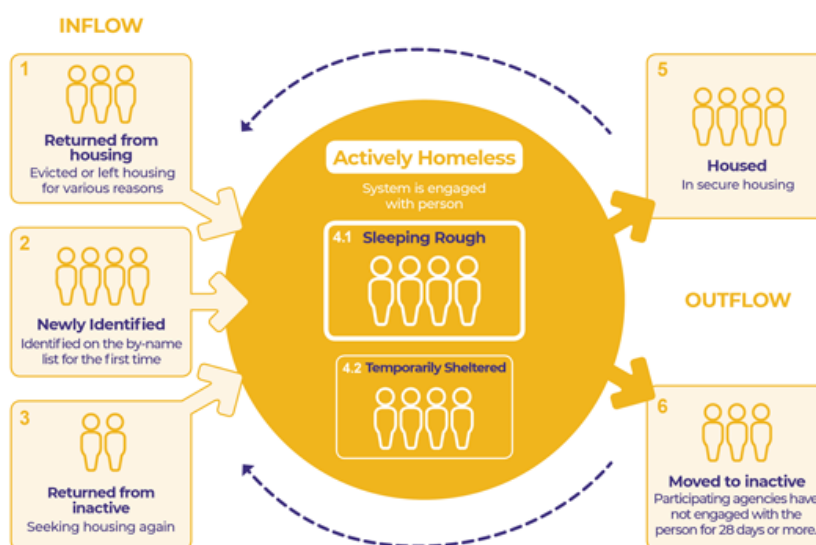 INFLOW
1
Returned from
housing
Evicted or left housing
for various reasons
2
Newly Identified
Identified on the by-name
list for the first time
3
Returned from
inactive
Seeking housing again
Actively Homeless
System is engaged
with person
4.1 Sleeping Rough
4.2 Temporarily Sheltered
5
Housed
In secure housing
OUTFLOW
6
Moved to inactive
Participating agencies have
not engaged with the
person for 28 days or more.